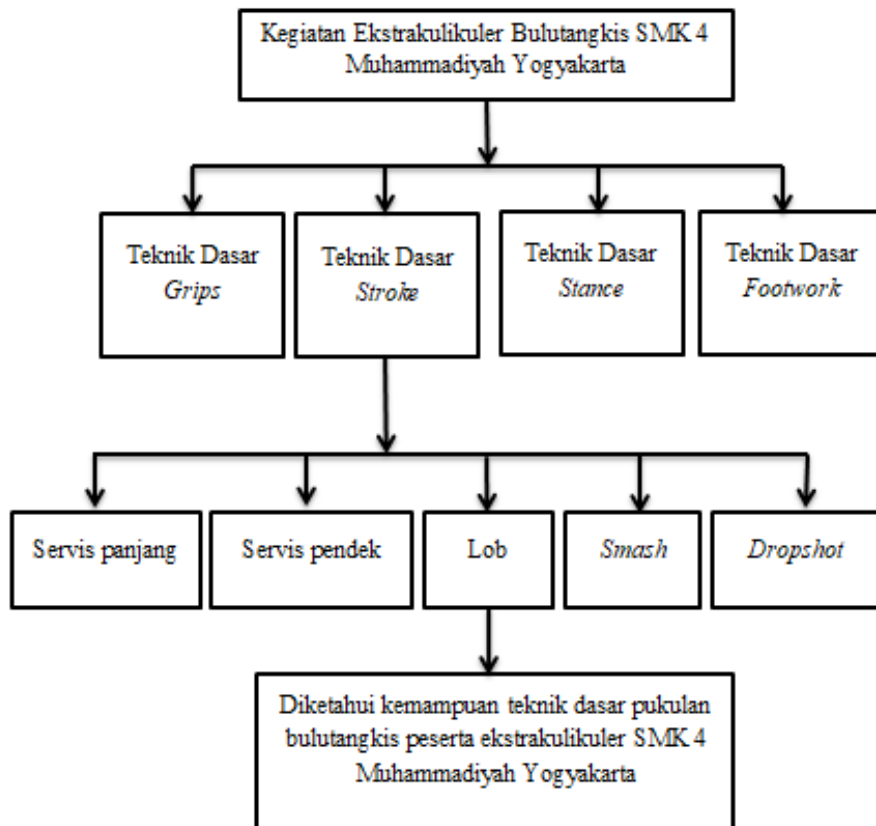 Kegiatan Ekstrakulikuler Bulutangkis SMK 4
Muhammadiyah Yogyakarta
Teknik Dasar
Grips
Teknik Dasar
Stroke
Teknik Dasar
Stance
Teknik Dasar
Footwork
Servis panjang
Servis pendek
Lob
Smash
Dropshot
Diketahui kemampuan teknik dasar pukulan
bulutangkis peserta ekstrakulikuler SMK 4
Muhammadiyah Yogyakarta